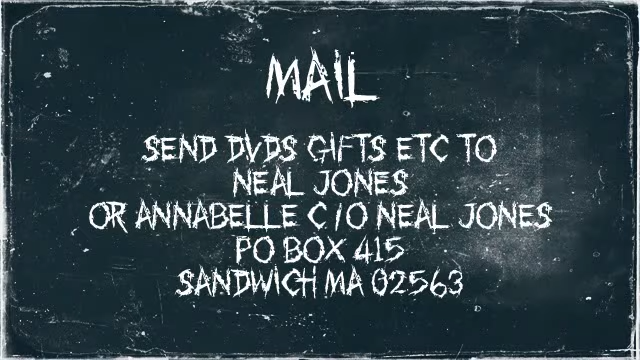 MAIL
SEND DVDS GIFTS ETC TO
NEAL JONES
OR ANNABELLE C/O NEAL JONES
PO BOX 415
SANDWICH MA 02563